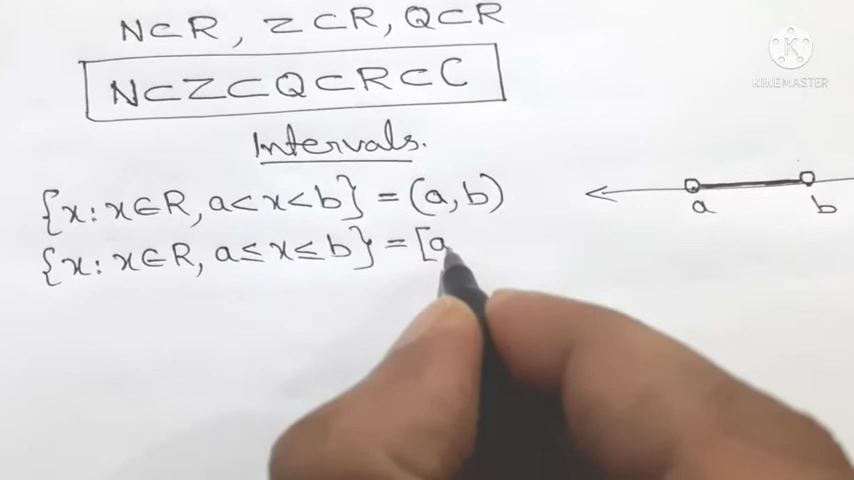 N⊂R, Z⊂R, Q⊂R
N⊂Z⊂Q⊂R⊂C
Intervals.
{x: x∈R, a<x<b} = (a, b)
{x: x∈R, a≤x≤b} = [a
a b
K
KINEMASTER